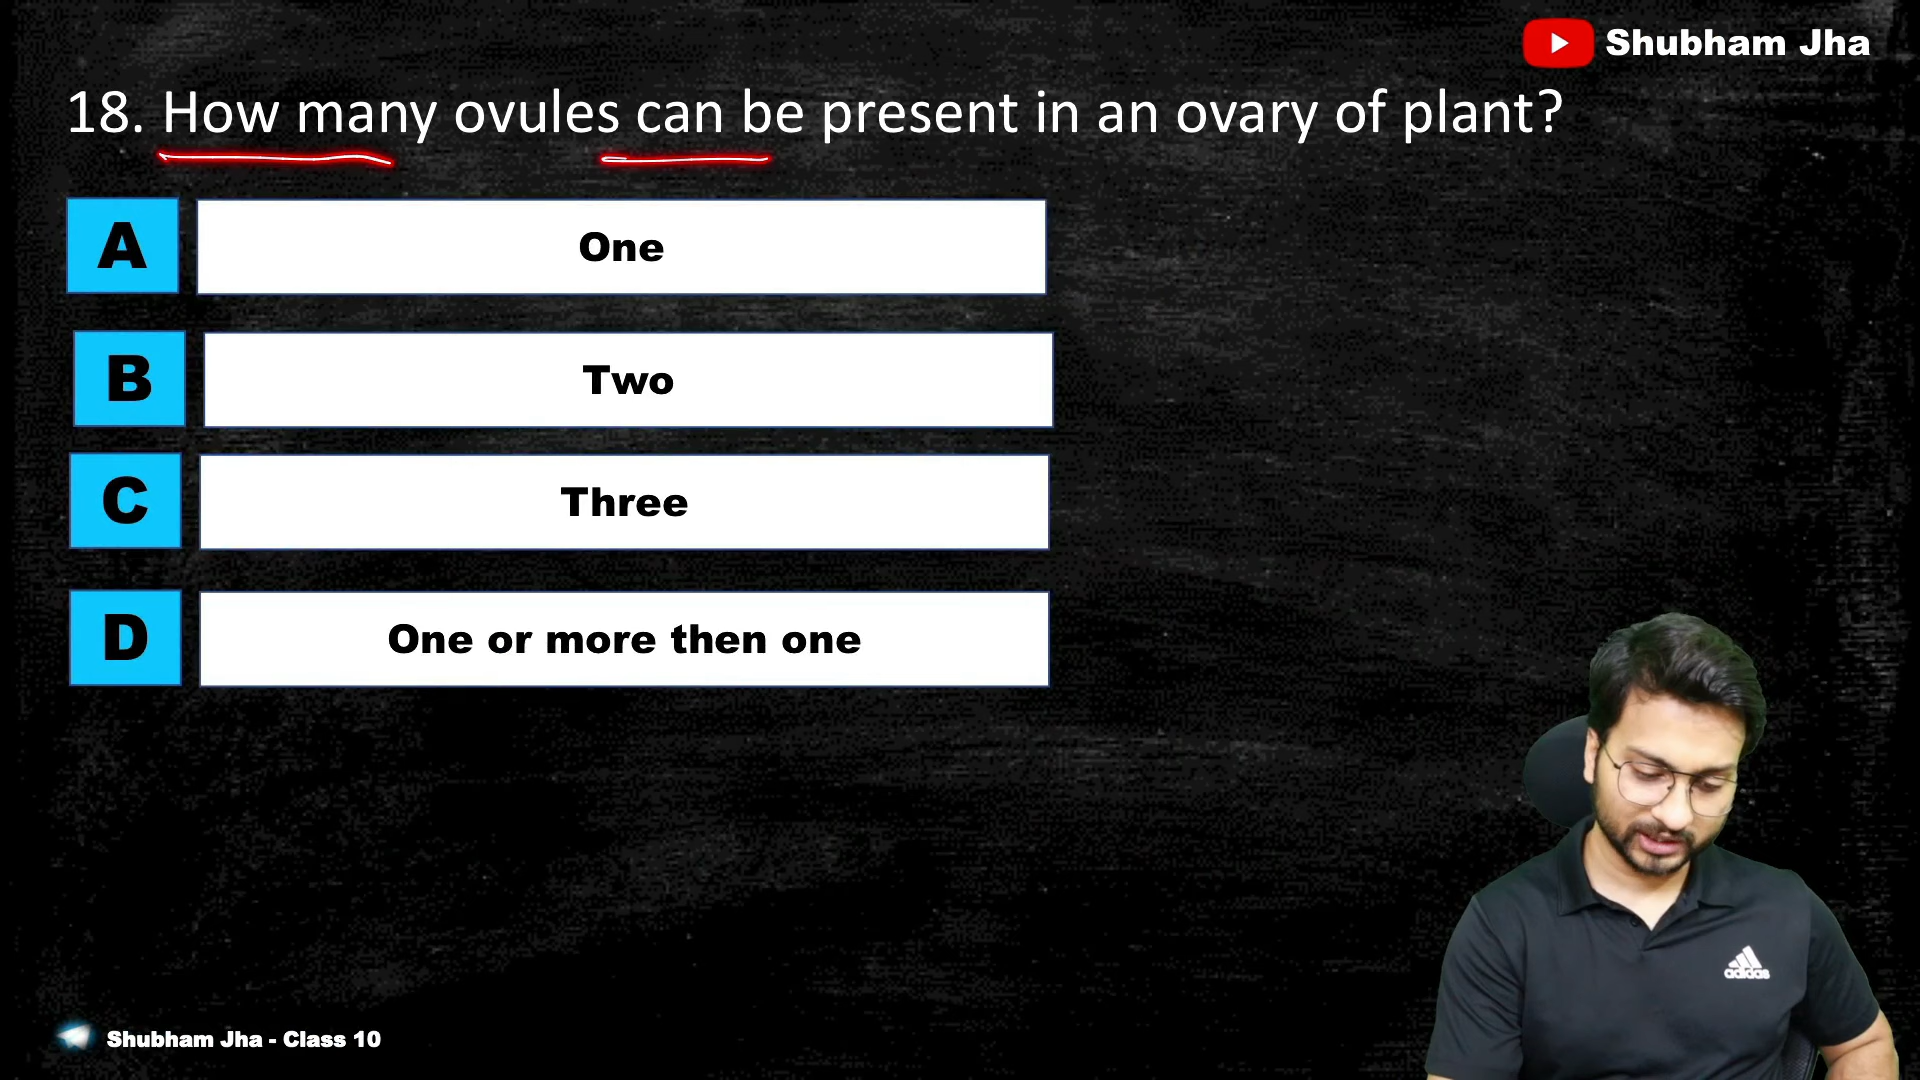 Shubham Jha
18. How many ovules can be present in an ovary of plant?
A
One
B
Two
C
Three
D
One or more then one
adidas
Shubham Jha - Class 10